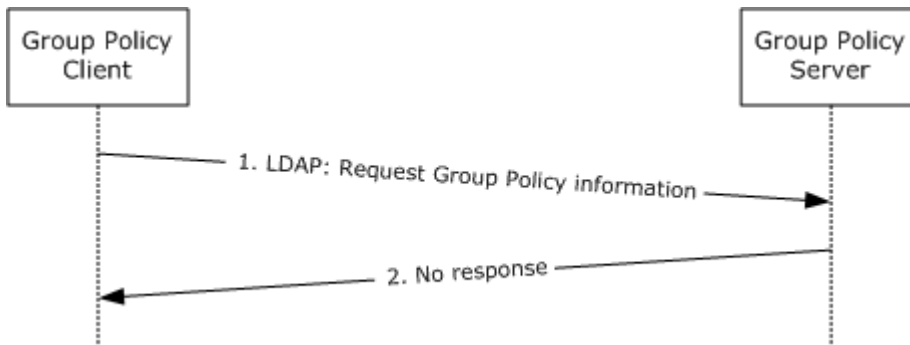 Group Policy
Client
Group Policy
Server
1. LDAP: Request Group Policy information
2. No response